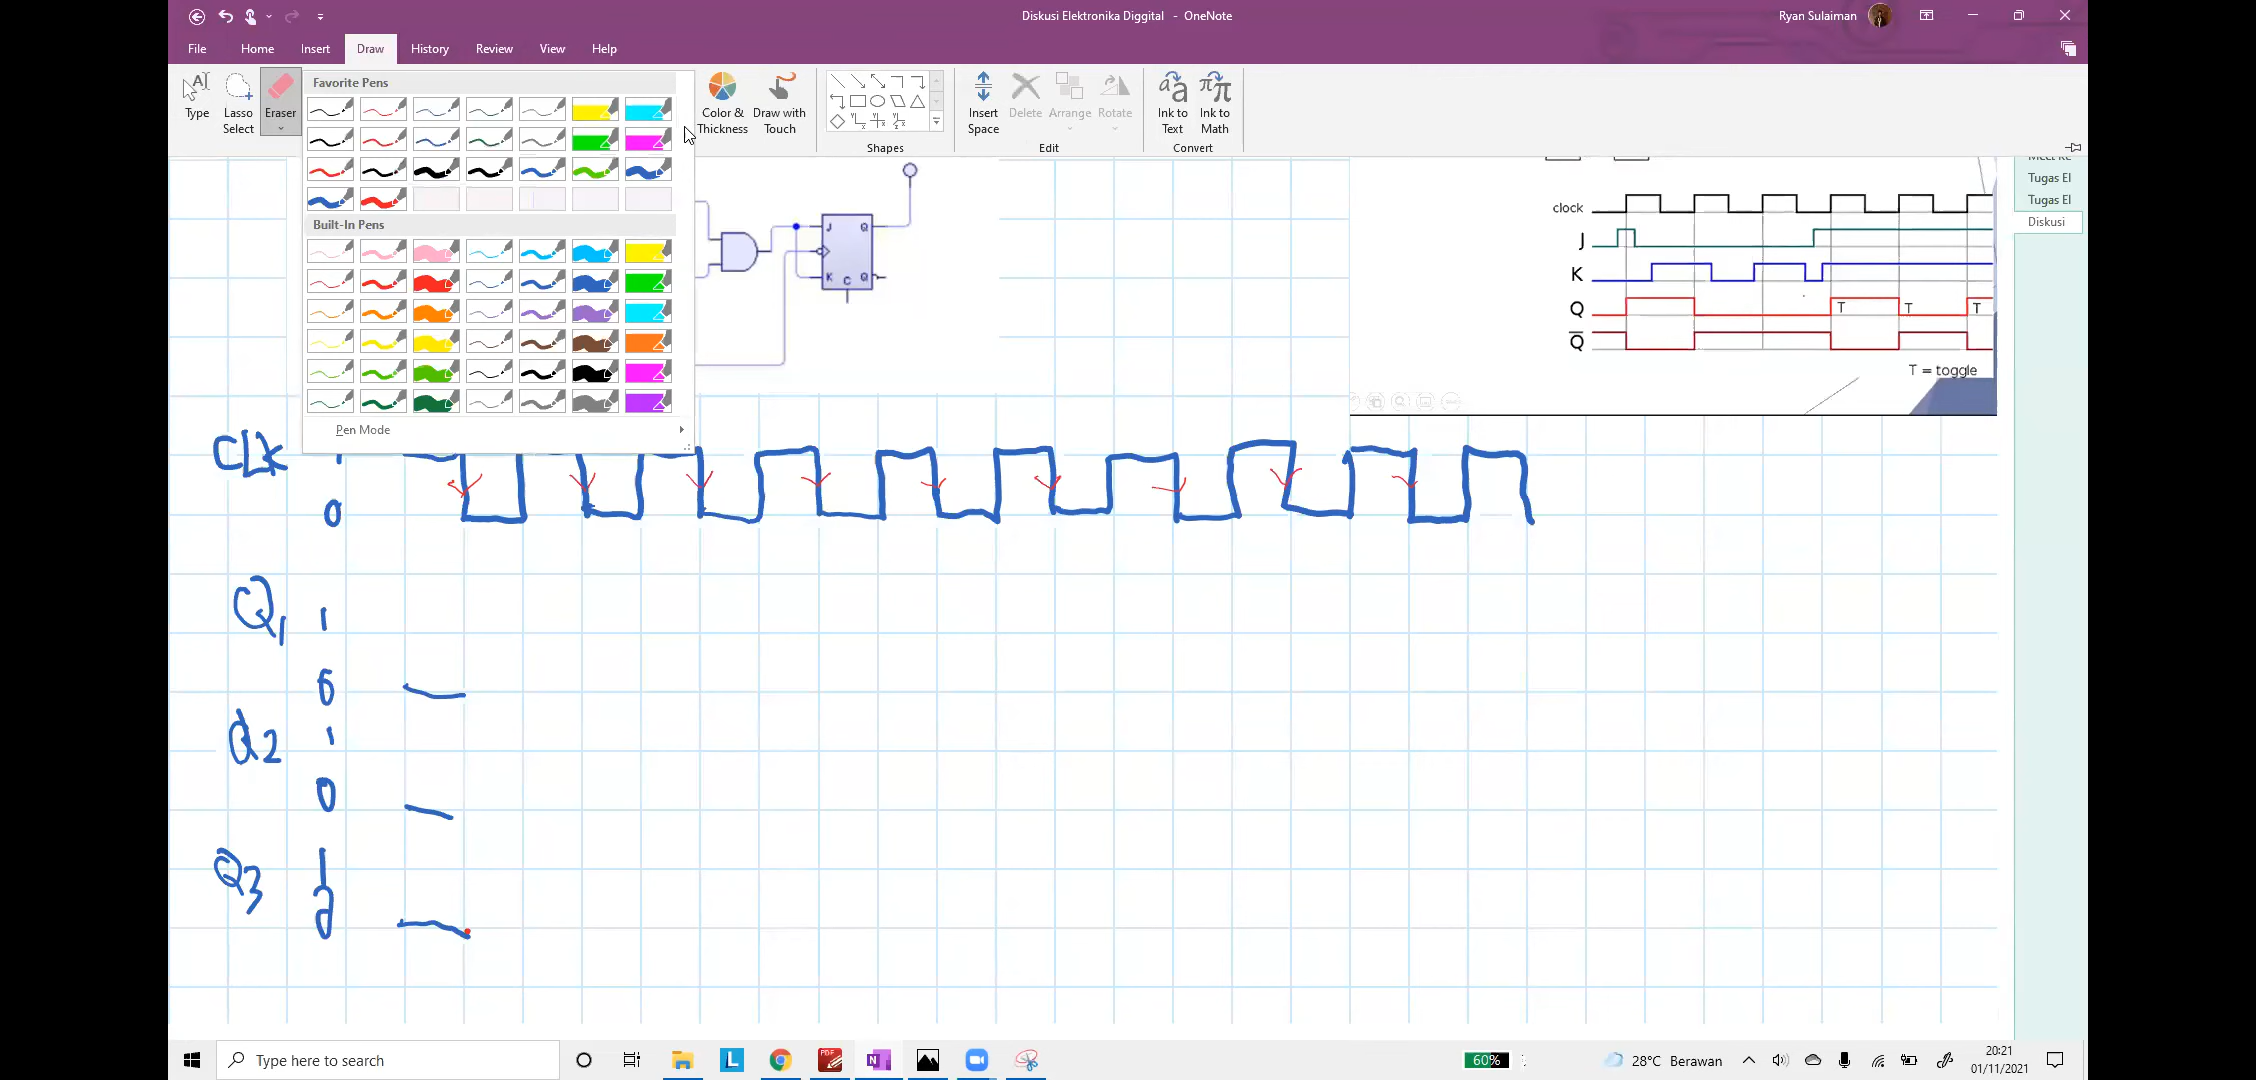 Diskusi Elektronika Diggital - OneNote
Ryan Sulaiman
File Home Insert Draw History Review View Help
Type
Lasso Select
Eraser
Favorite Pens
Built-In Pens
Pen Mode
Color & Thickness
Draw with Touch
Shapes
Insert Space
Delete
Arrange
Rotate
Edit
Ink to Text
Ink to Math
Convert
Tugas El
Tugas El
Diskusi
J Q
K C Q
clock
J
K
Q T T T
Q̅
T = toggle
CLK 1
0
Q1 1
0
Q2 1
0
Q3 1
0
Type here to search
60%
28°C Berawan
20:21
01/11/2021